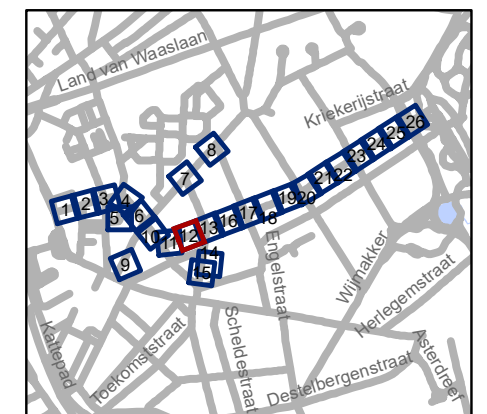 Land van Waaslaan
Kriekerijstraat
26
25
24
23
22
21
20
19
18
17
16
13
12
11
10
8
7
1
2
3
4
5
6
9
14
15
Engelstraat
Wijmakker
Herlegemstraat
Scheldestraat
Kattepad
Toekomststraat
Destelbergenstraat
Asterdreef